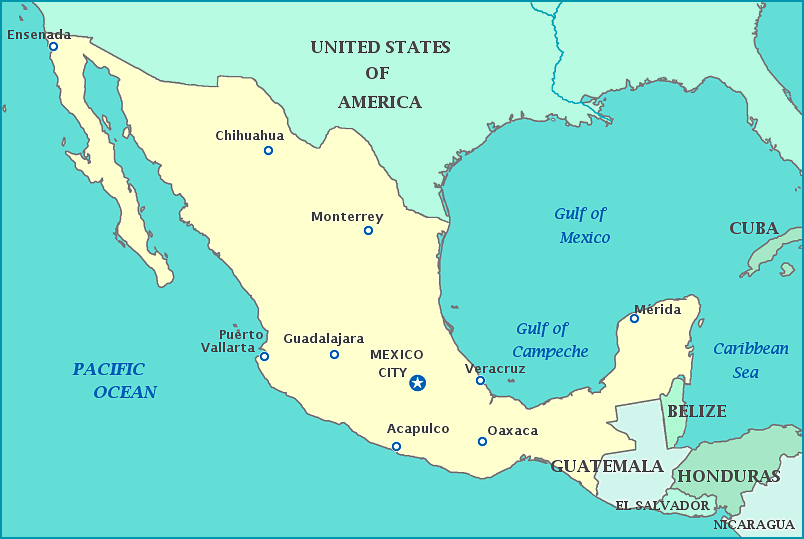 Ensenada
UNITED STATES
OF
AMERICA
Chihuahua
Monterrey
Gulf of
Mexico
CUBA
Mérida
Puerto
Vallarta
Guadalajara
MEXICO
CITY
Gulf of
Campeche
Caribbean
Sea
PACIFIC
OCEAN
Veracruz
BELIZE
Acapulco
Oaxaca
GUATEMALA
HONDURAS
EL SALVADOR
NICARAGUA